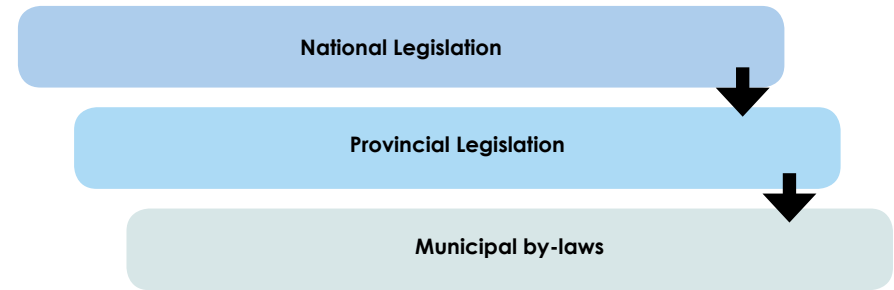 National Legislation
Provincial Legislation
Municipal by-laws